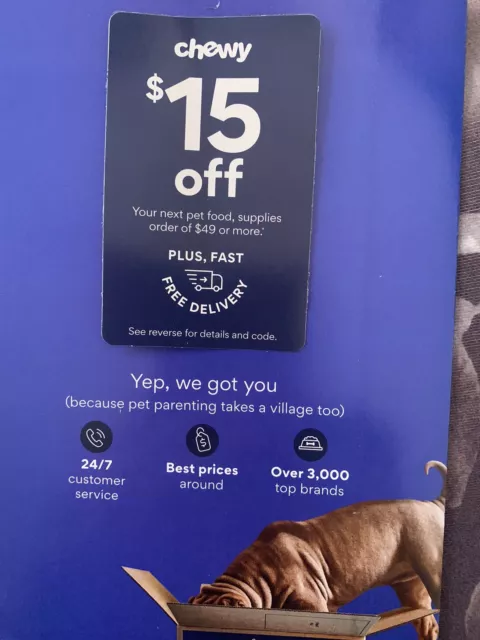 chewy
$15
off
Your next pet food, supplies
order of $49 or more.*
PLUS, FAST
FREE DELIVERY
See reverse for details and code.
Yep, we got you
(because pet parenting takes a village too)
24/7
customer
service
Best prices
around
Over 3,000
top brands